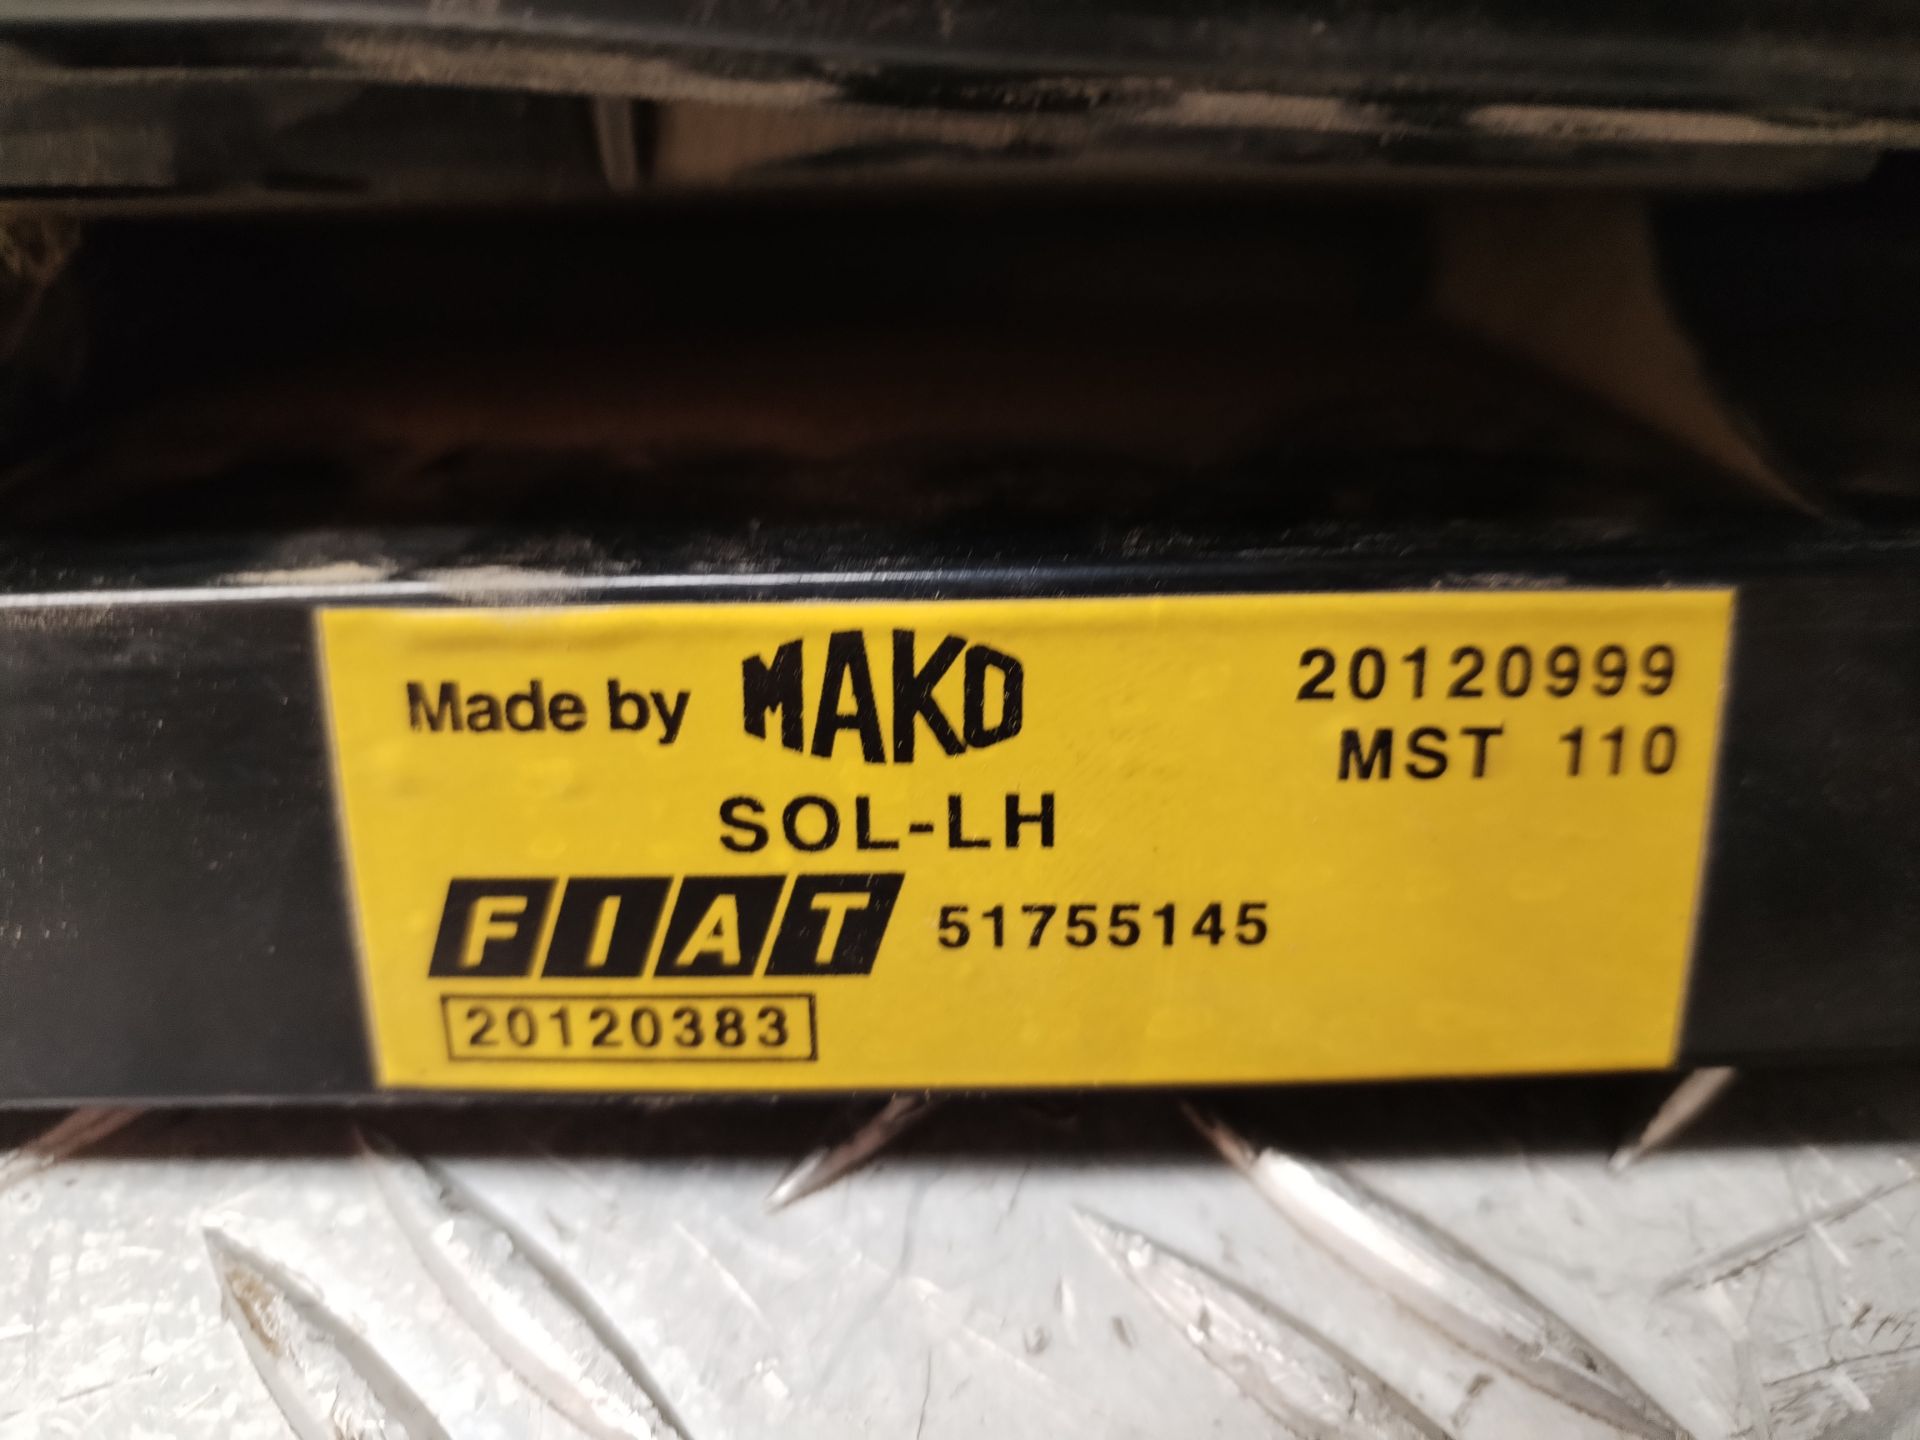 Made by MAKO
20120999
MST 110
SOL-LH
FIAT 51755145
20120383